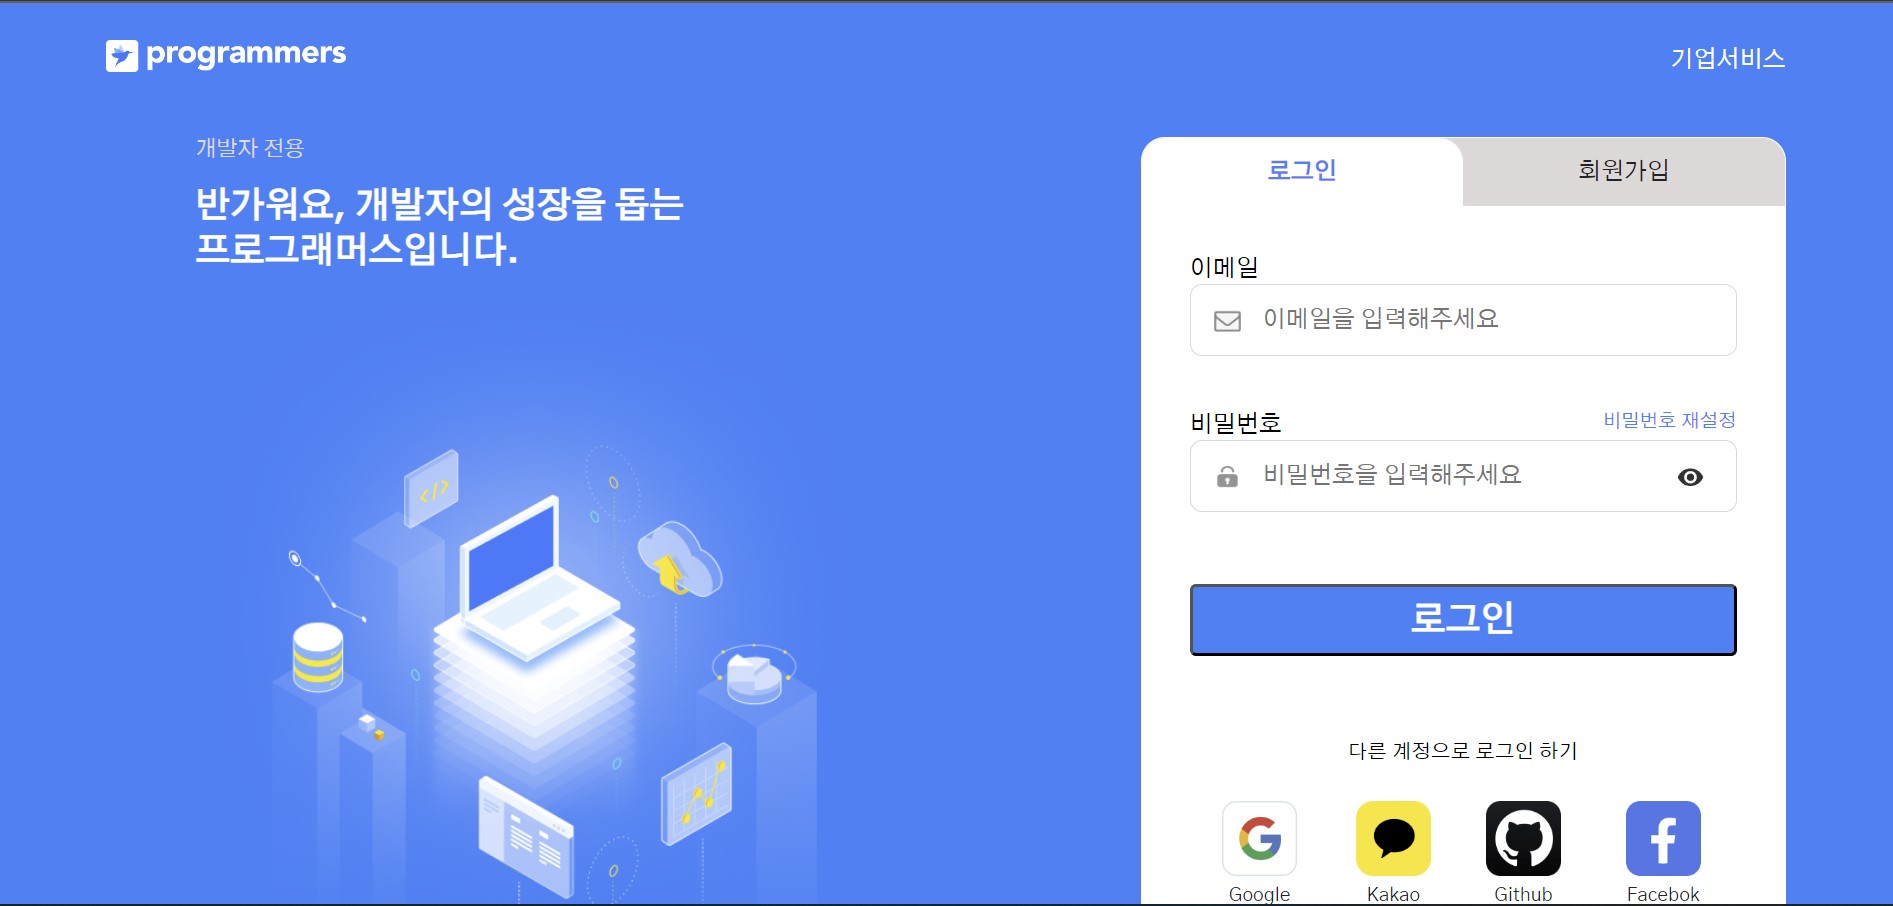 programmers
기업서비스
개발자 전용
반가워요, 개발자의 성장을 돕는
프로그래머스입니다.
</>
로그인
회원가입
이메일
이메일을 입력해주세요
비밀번호
비밀번호 재설정
비밀번호을 입력해주세요
로그인
다른 계정으로 로그인 하기
Google
Kakao
Github
Facebok